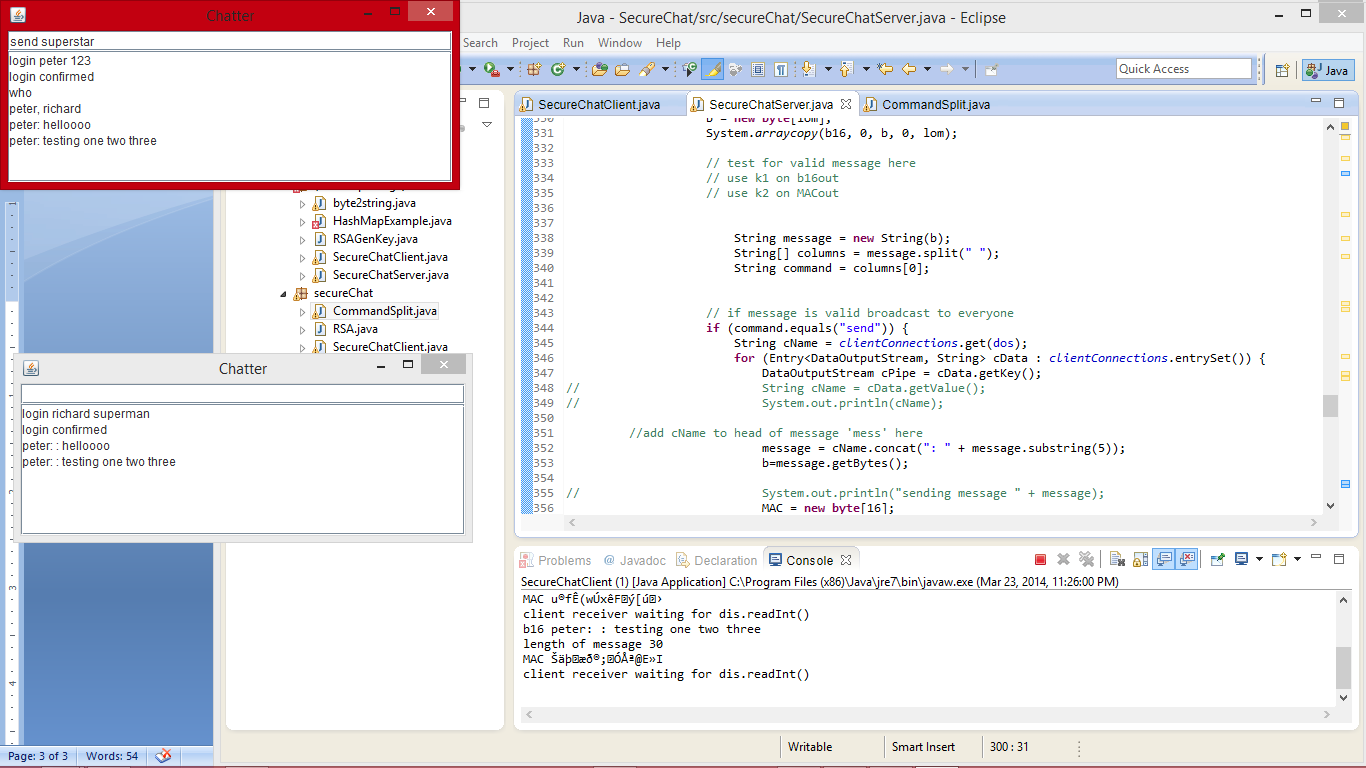 Chatter
send superstar
login peter 123
login confirmed
who
peter, richard
peter: helloooo
peter: testing one two three
Java - SecureChat/src/secureChat/SecureChatServer.java - Eclipse
Search Project Run Window Help
Quick Access
Java
byte2string.java
HashMapExample.java
RSAGenKey.java
SecureChatClient.java
SecureChatServer.java
secureChat
CommandSplit.java
RSA.java
SecureChatClient.java
Chatter
login richard superman
login confirmed
peter: : helloooo
peter: : testing one two three
SecureChatClient.java SecureChatServer.java CommandSplit.java
330 b = new byte[lom];
331 System.arraycopy(b16, 0, b, 0, lom);
332
333 // test for valid message here
334 // use k1 on b16out
335 // use k2 on MACout
336
337
338 String message = new String(b);
339 String[] columns = message.split(" ");
340 String command = columns[0];
341
342
343 // if message is valid broadcast to everyone
344 if (command.equals("send")) {
345 String cName = clientConnections.get(dos);
346 for (Entry<DataOutputStream, String> cData : clientConnections.entrySet()) {
347 DataOutputStream cPipe = cData.getKey();
348 // String cName = cData.getValue();
349 // System.out.println(cName);
350
351 //add cName to head of message 'mess' here
352 message = cName.concat(": " + message.substring(5));
353 b=message.getBytes();
354
355 // System.out.println("sending message " + message);
356 MAC = new byte[16];
Problems @ Javadoc Declaration Console
SecureChatClient (1) [Java Application] C:\Program Files (x86)\Java\jre7\bin\javaw.exe (Mar 23, 2014, 11:26:00 PM)
MAC
client receiver waiting for dis.readInt()
b16 peter: : testing one two three
length of message 30
MAC
client receiver waiting for dis.readInt()
Page: 3 of 3 Words: 54
Writable Smart Insert 300 : 31